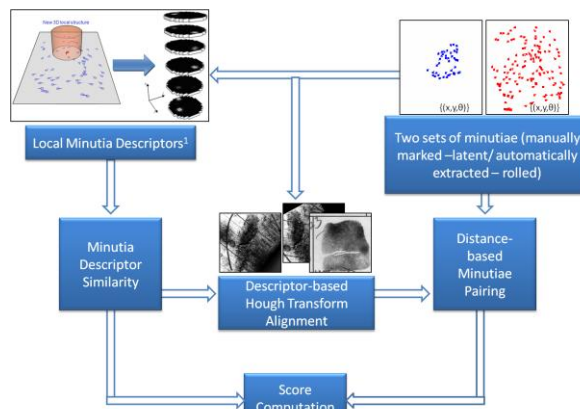 New 3D local structure
{(x,y,θ)}
{(x,y,θ)}
Local Minutia Descriptors¹
Two sets of minutiae (manually
marked –latent/ automatically
extracted – rolled)
Minutia
Descriptor
Similarity
Descriptor-based
Hough Transform
Alignment
Distance-
based
Minutiae
Pairing
Score
Computation